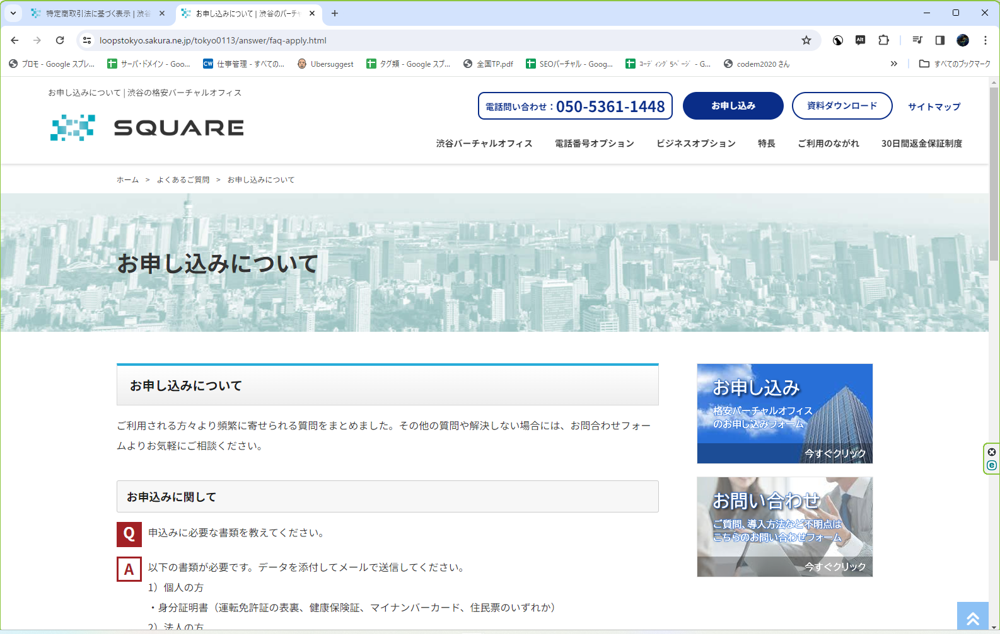 特定商取引法に基づく表示 | 渋谷
お申し込みについて | 渋谷のバーチャ
loopstokyo.sakura.ne.jp/tokyo0113/answer/faq-apply.html
プロモ - Google スプレ...
サーバ・ドメイン - Goo...
仕事管理 - すべての...
Ubersuggest
タグ類 - Google スプ...
全国TP.pdf
SEOバーチャル - Goog...
ｺｰﾃﾞｨﾝｸﾞ 5ﾍﾟｰｼﾞ - G...
codem2020 さん
»
すべてのブックマーク
お申し込みについて | 渋谷の格安バーチャルオフィス
SQUARE
電話問い合わせ：050-5361-1448
お申し込み
資料ダウンロード
サイトマップ
渋谷バーチャルオフィス
電話番号オプション
ビジネスオプション
特長
ご利用のながれ
30日間返金保証制度
ホーム > よくあるご質問 > お申し込みについて
お申し込みについて
お申し込みについて
ご利用される方々より頻繁に寄せられる質問をまとめました。その他の質問や解決しない場合には、お問合わせフォー
ムよりお気軽にご相談ください。
お申込みに関して
Q 申込みに必要な書類を教えてください。
A 以下の書類が必要です。データを添付してメールで送信してください。
1）個人の方
・身分証明書（運転免許証の表裏、健康保険証、マイナンバーカード、住民票のいずれか）
2）法人の方
お申し込み
格安バーチャルオフィス
のお申し込みフォーム
今すぐクリック
お問い合わせ
ご質問、導入方法など不明点は
こちらのお問い合わせフォーム
今すぐクリック